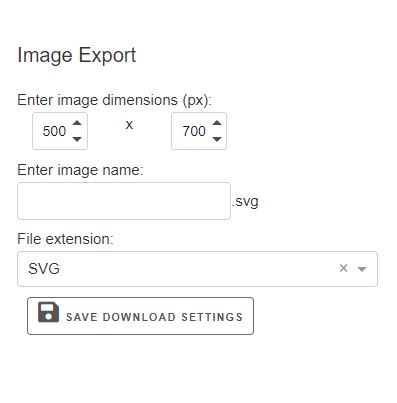 Image Export
Enter image dimensions (px):
500 x 700
Enter image name:
.svg
File extension:
SVG
SAVE DOWNLOAD SETTINGS